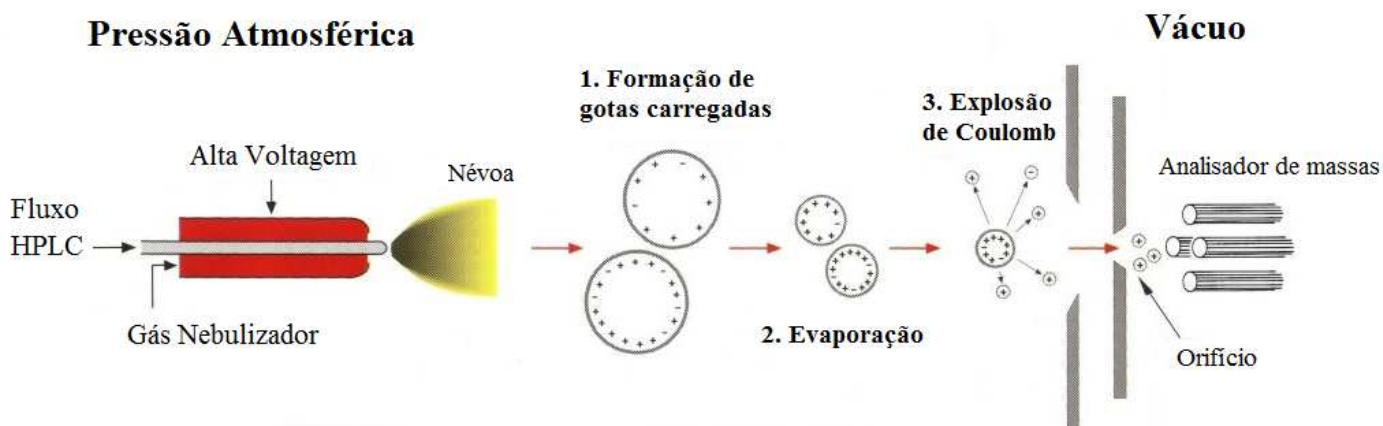 Pressão Atmosférica
Vácuo
1. Formação de
gotas carregadas
3. Explosão
de Coulomb
Alta Voltagem
Névoa
Analisador de massas
Fluxo
HPLC
Gás Nebulizador
2. Evaporação
Orifício